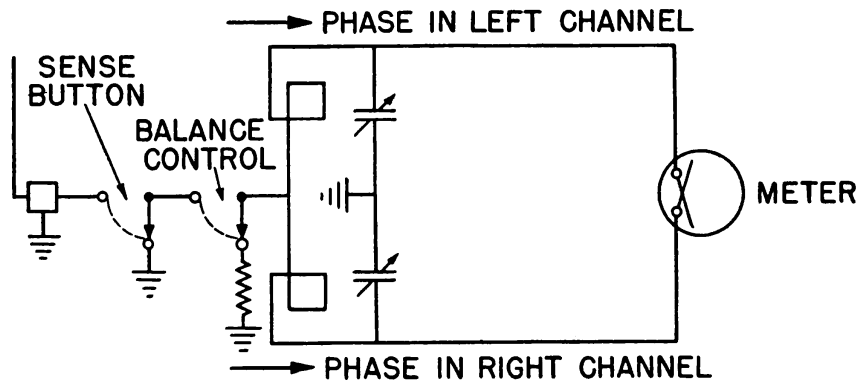 PHASE IN LEFT CHANNEL
SENSE
BUTTON
BALANCE
CONTROL
METER
PHASE IN RIGHT CHANNEL